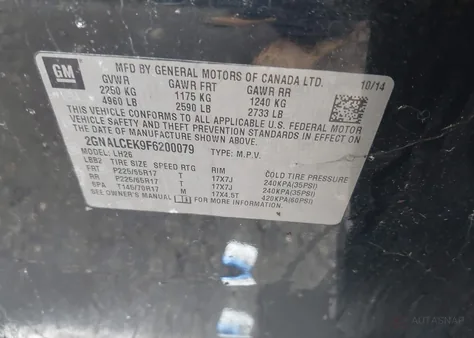 GM
MFD BY GENERAL MOTORS OF CANADA LTD. 10/14
GVWR GAWR FRT GAWR RR
2250 KG 1175 KG 1240 KG
4960 LB 2590 LB 2733 LB
THIS VEHICLE CONFORMS TO ALL APPLICABLE U.S. FEDERAL MOTOR
VEHICLE SAFETY AND THEFT PREVENTION STANDARDS IN EFFECT ON THE
DATE OF MANUFACTURE SHOWN ABOVE.
2GNALCEK9F6200079 TYPE: M.P.V.
MODEL: LH26
LBB2 TIRE SIZE SPEED RTG RIM COLD TIRE PRESSURE
FRT P225/65R17 T 17X7J 240KPA(35PSI)
RR P225/65R17 T 17X7J 240KPA(35PSI)
SPA T145/70R17 M 17X4.5T 420KPA(60PSI)
SEE OWNER'S MANUAL FOR MORE INFORMATION.
AUTOSNAP